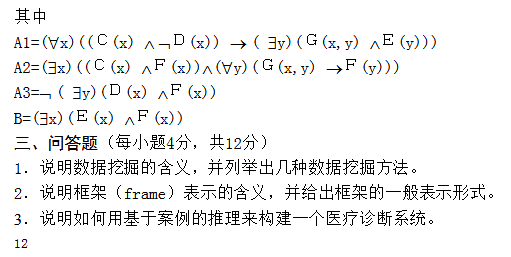 其中
A1=(∀x)((C(x) ∧¬D(x)) →( ∃y)(G(x,y) ∧E(y)))
A2=(∃x)((C(x) ∧F(x))∧(∀y)(G(x,y) →F(y)))
A3=¬( ∃y)(D(x) ∧F(x))
B=(∃x)(E(x) ∧F(x))
三、问答题（每小题4分，共12分）
1．说明数据挖掘的含义，并列举出几种数据挖掘方法。
2．说明框架（frame）表示的含义，并给出框架的一般表示形式。
3．说明如何用基于案例的推理来构建一个医疗诊断系统。
12